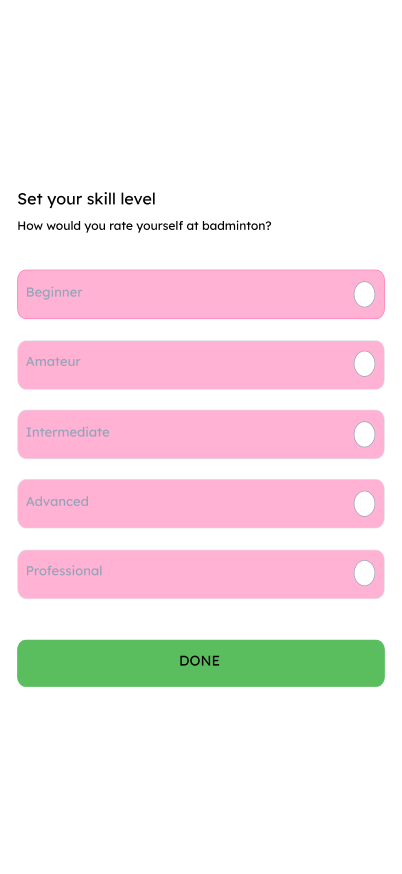 Set your skill level
How would you rate yourself at badminton?
Beginner
Amateur
Intermediate
Advanced
Professional
DONE